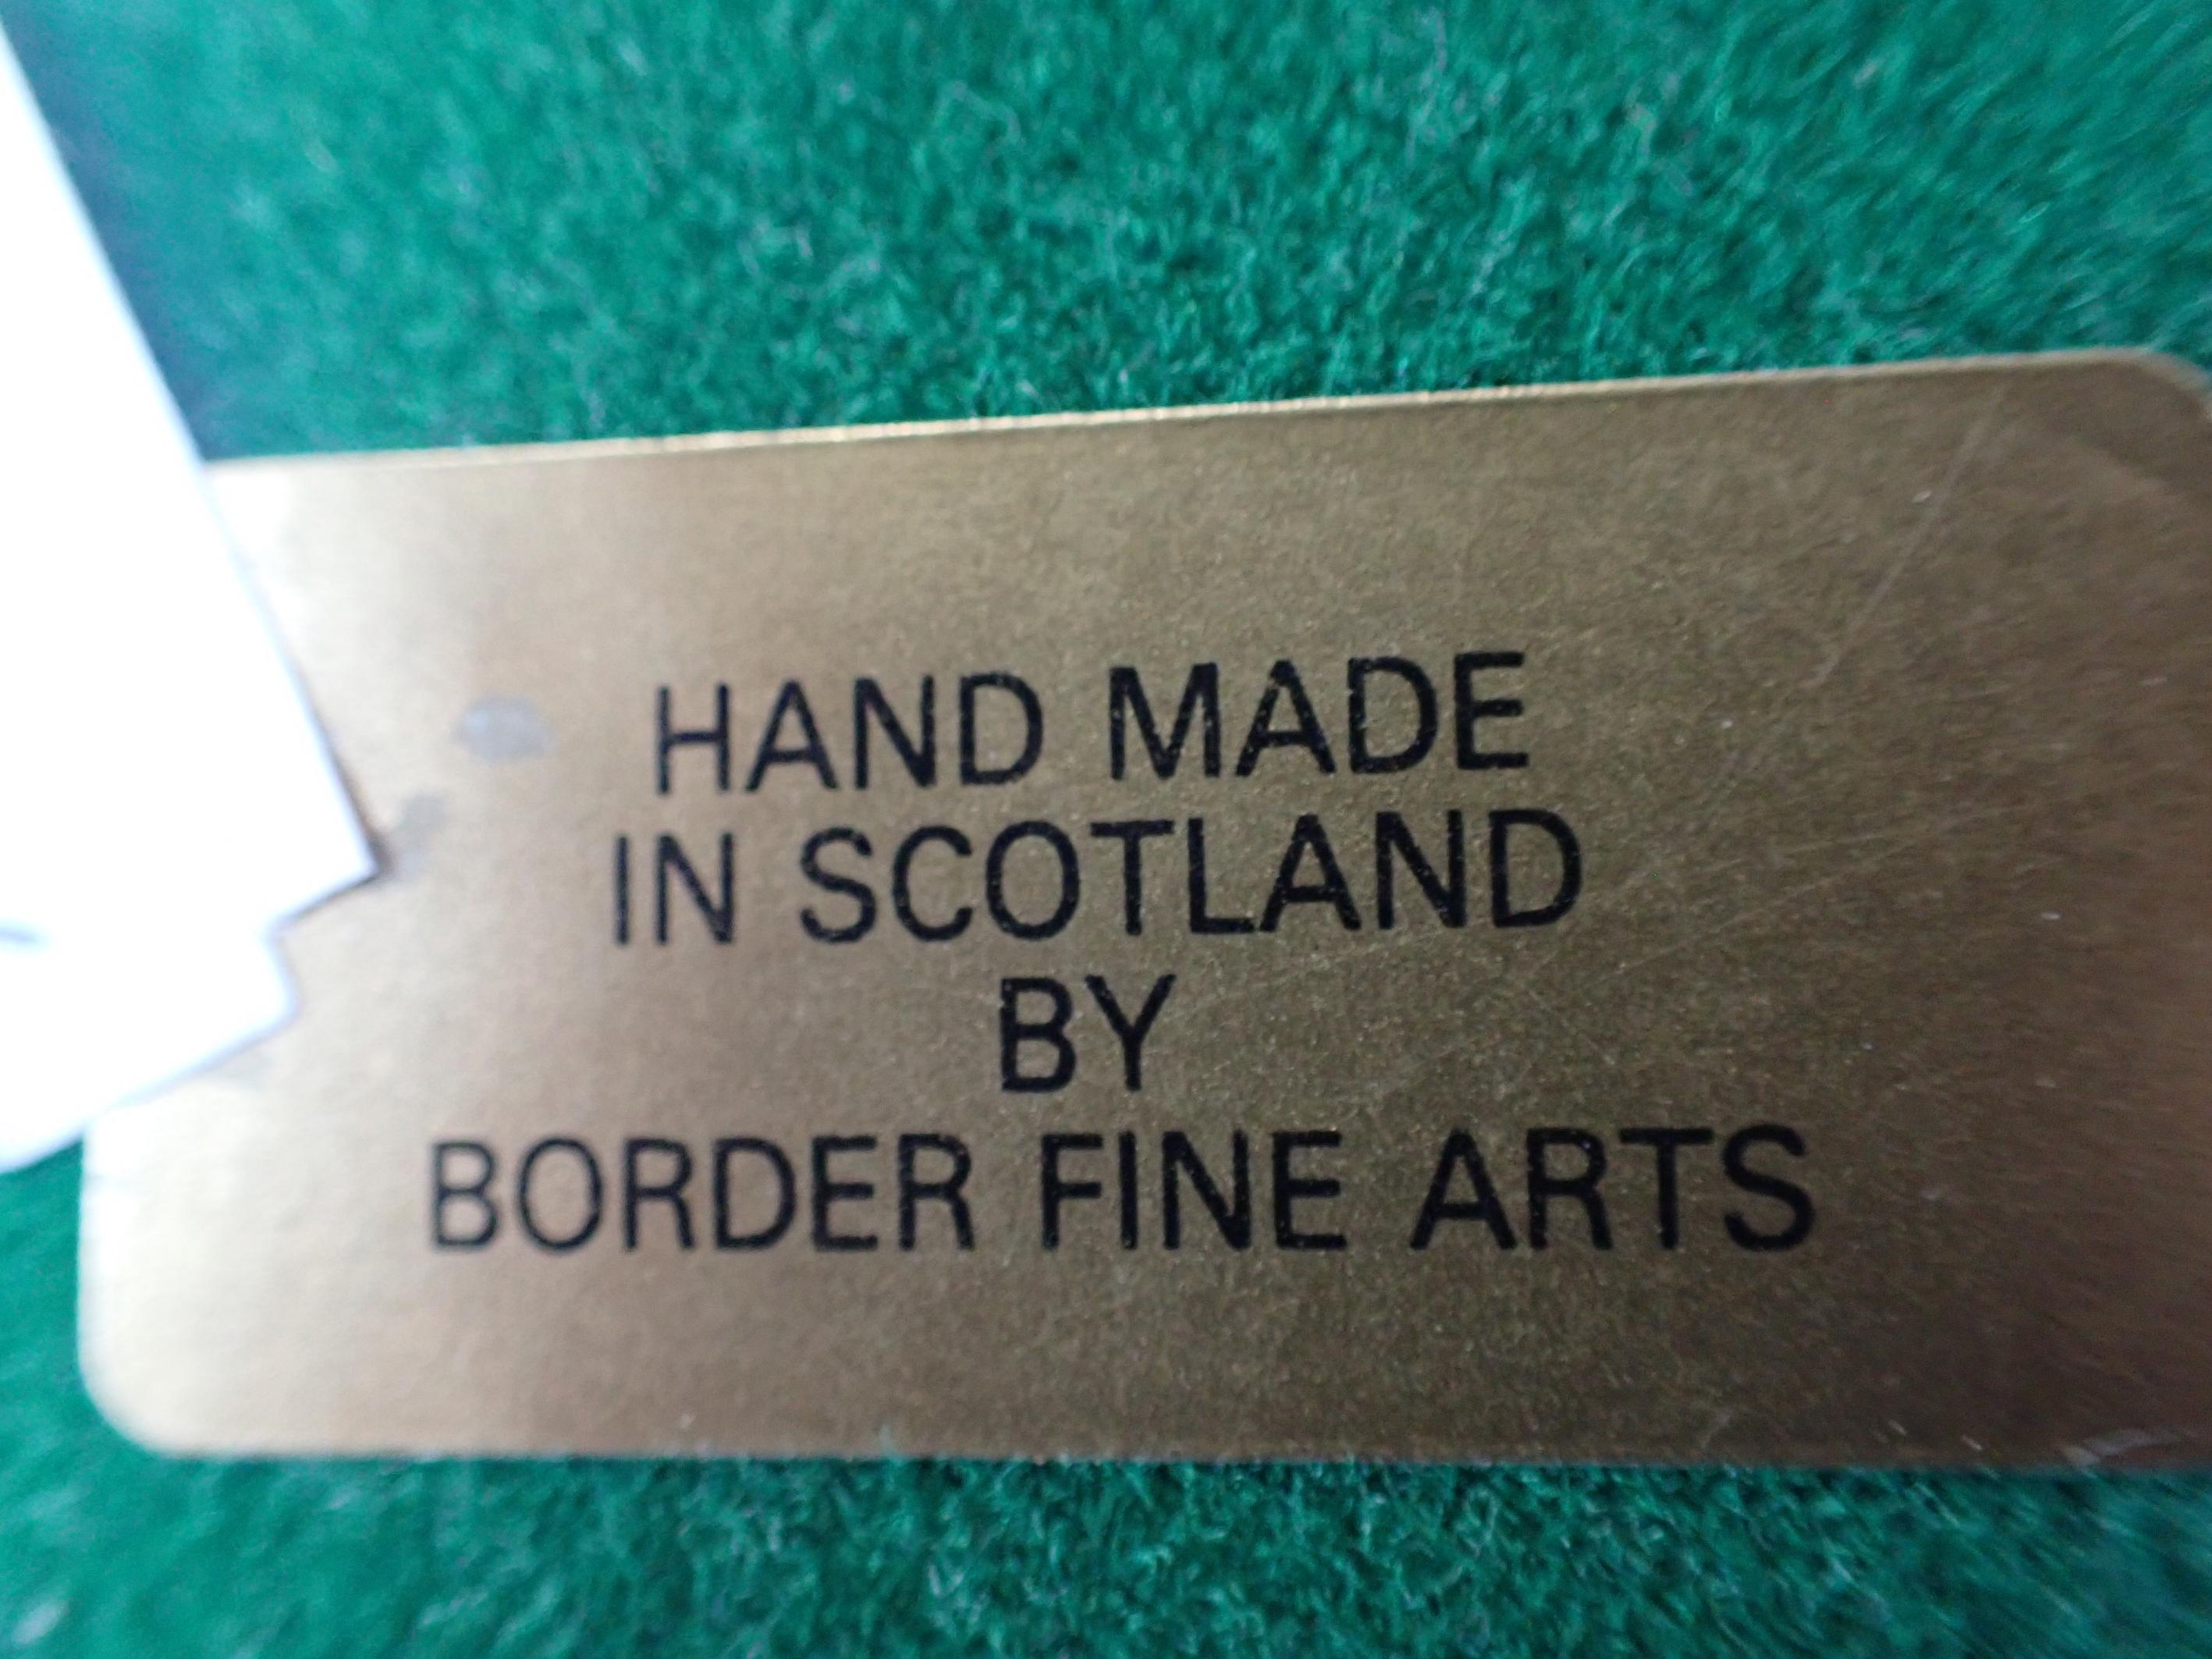 HAND MADE
IN SCOTLAND
BY
BORDER FINE ARTS